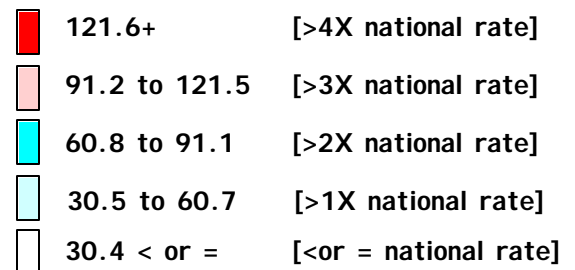 121.6+ [>4X national rate]
91.2 to 121.5 [>3X national rate]
60.8 to 91.1 [>2X national rate]
30.5 to 60.7 [>1X national rate]
30.4 < or = [<or = national rate]